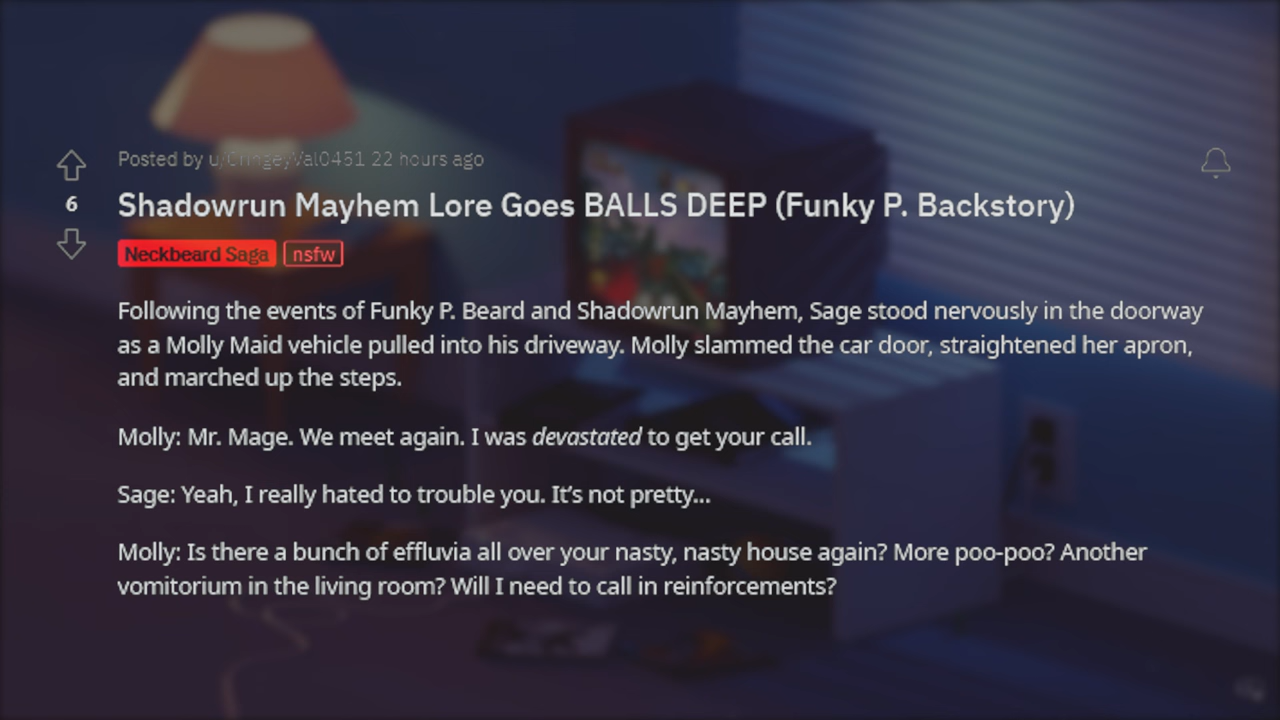 Posted by u/CringeyVal0451 22 hours ago
6
Shadowrun Mayhem Lore Goes BALLS DEEP (Funky P. Backstory)
Neckbeard Saga nsfw
Following the events of Funky P. Beard and Shadowrun Mayhem, Sage stood nervously in the doorway
as a Molly Maid vehicle pulled into his driveway. Molly slammed the car door, straightened her apron,
and marched up the steps.
Molly: Mr. Mage. We meet again. I was devastated to get your call.
Sage: Yeah, I really hated to trouble you. It’s not pretty...
Molly: Is there a bunch of effluvia all over your nasty, nasty house again? More poo-poo? Another
vomitorium in the living room? Will I need to call in reinforcements?